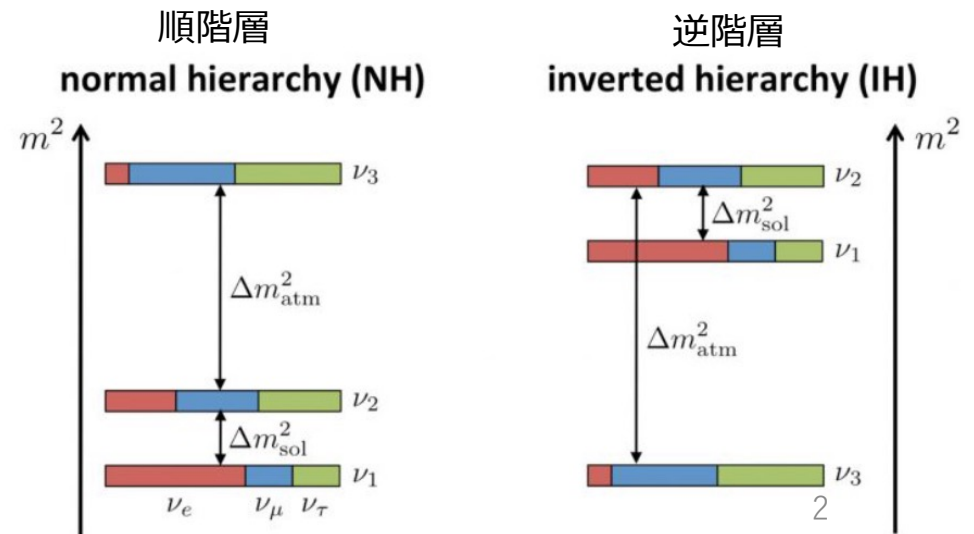 順階層
normal hierarchy (NH)
m²
ν₃
Δm²atm
ν₂
Δm²sol
ν₁
νe νμ ντ
逆階層
inverted hierarchy (IH)
m²
ν₂
Δm²sol
ν₁
Δm²atm
ν₃
2